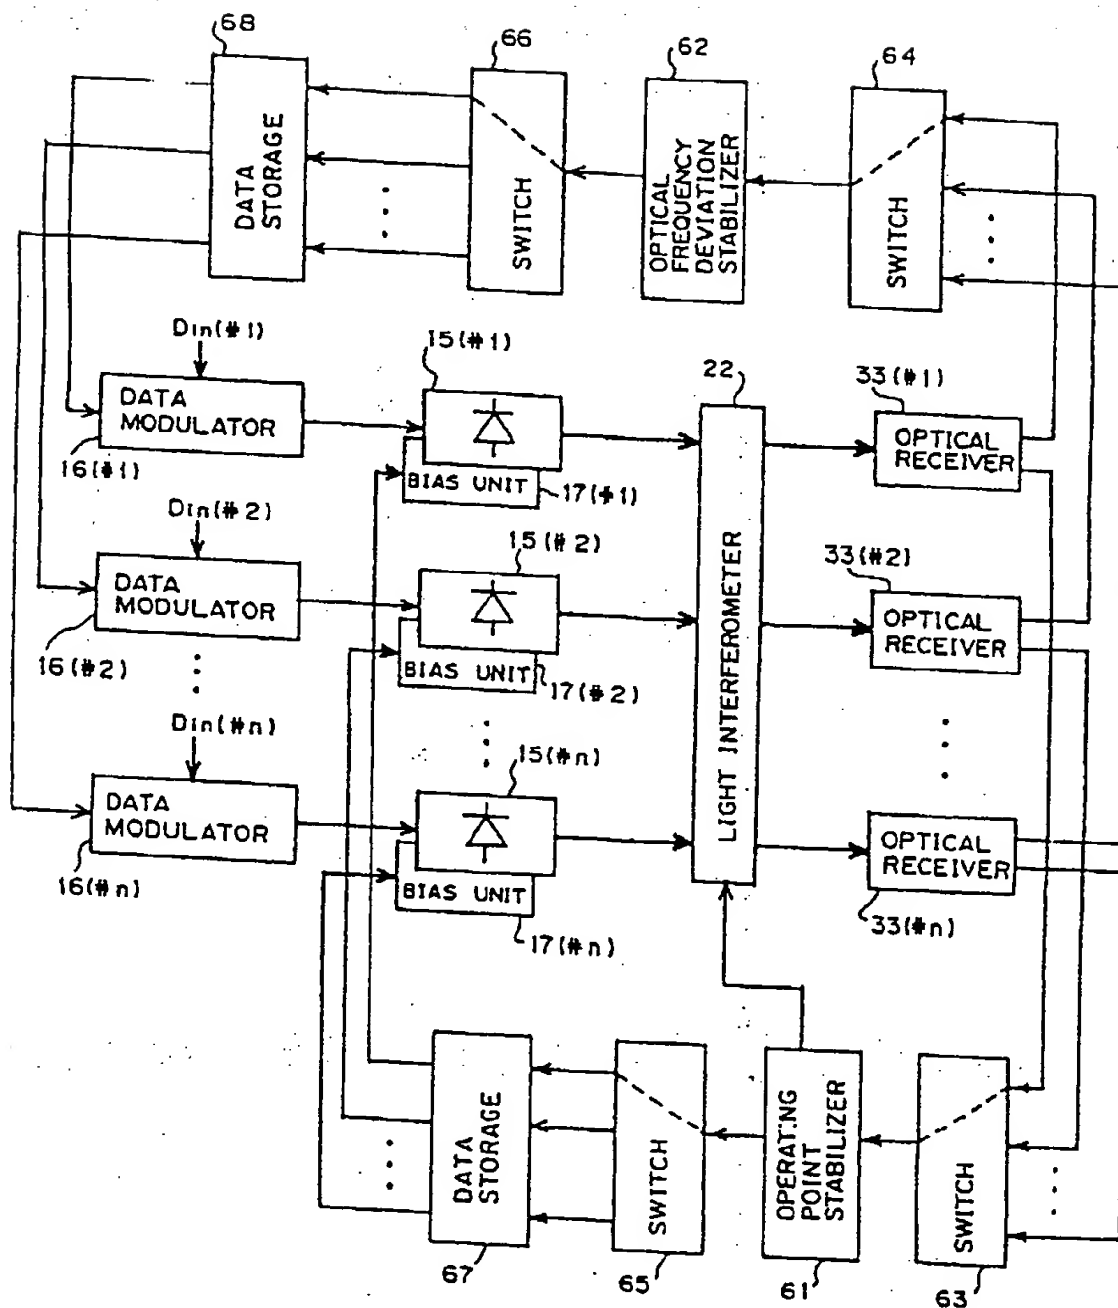 68
66
62
64
DATA
STORAGE
SWITCH
OPTICAL
FREQUENCY
DEVIATION
STABILIZER
SWITCH
Din(#1)
15(#1)
22
33(#1)
DATA
MODULATOR
OPTICAL
RECEIVER
16(#1)
BIAS UNIT
17(#1)
Din(#2)
15(#2)
33(#2)
DATA
MODULATOR
LIGHT INTERFEROMETER
OPTICAL
RECEIVER
16(#2)
BIAS UNIT
17(#2)
Din(#n)
15(#n)
DATA
MODULATOR
OPTICAL
RECEIVER
16(#n)
BIAS UNIT
17(#n)
33(#n)
DATA
STORAGE
SWITCH
OPERATING
POINT
STABILIZER
SWITCH
67
65
61
63